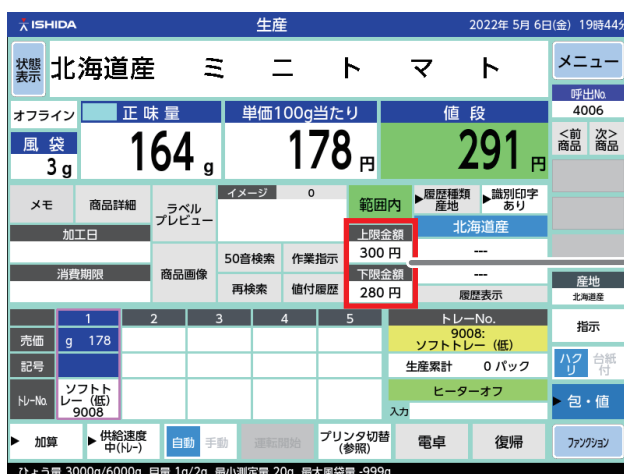 ISHIDA
生産
2022年 5月 6日(金) 19時44分
状態
表示
北海道産 ミニトマト
メニュー
呼出No.
4006
オフライン
正味量
単価100g当たり
値段
<前
商品
次>
商品
風袋
3 g
164 g
178 円
291 円
メモ
商品詳細
ラベル
プレビュー
イメージ 0
範囲内
▶履歴種類
産地
▶識別印字
あり
加工日
上限金額
300 円
北海道産
---
消費期限
商品画像
50音検索
作業指示
下限金額
280 円
---
再検索
値付履歴
履歴表示
産地
北海道産
1 2 3 4 5
トレーNo.
9008:
ソフトトレー (低)
指示
売価
g 178
記号
生産累計 0 パック
ハク
リ
台紙
付
トレーNo.
ソフトト
レー (低)
9008
ヒーターオフ
入力
▶ 包・値
▶ 加算
▶ 供給速度
中(トレー)
自動 手動
運転開始
プリンタ切替
(参照)
電卓
復帰
ファンクション
ひょう量 3000g/6000g 目量 1g/2g 最小測定量 20g 最大風袋量 -999g